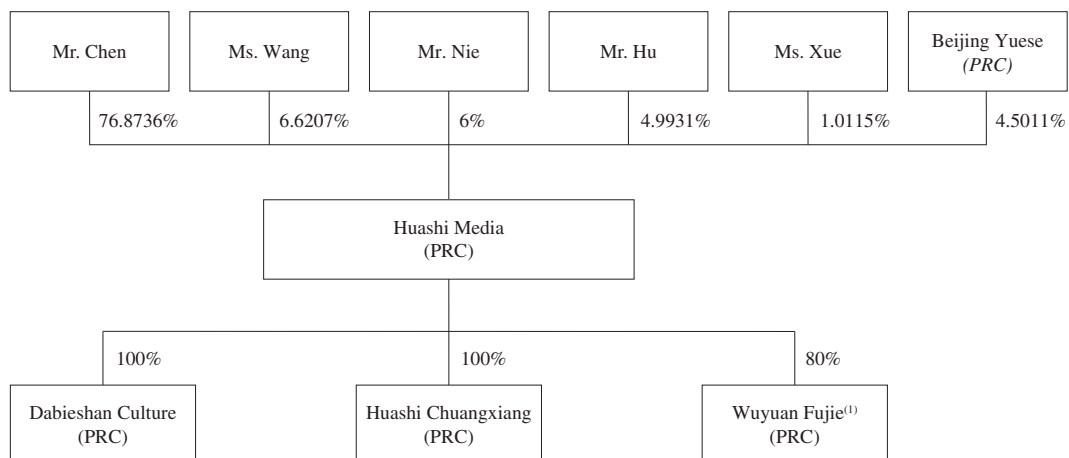 Mr. Chen
Ms. Wang
Mr. Nie
Mr. Hu
Ms. Xue
Beijing Yuese
(PRC)
76.8736%
6.6207%
6%
4.9931%
1.0115%
4.5011%
Huashi Media
(PRC)
100%
100%
80%
Dabieshan Culture
(PRC)
Huashi Chuangxiang
(PRC)
Wuyuan Fujie(1)
(PRC)